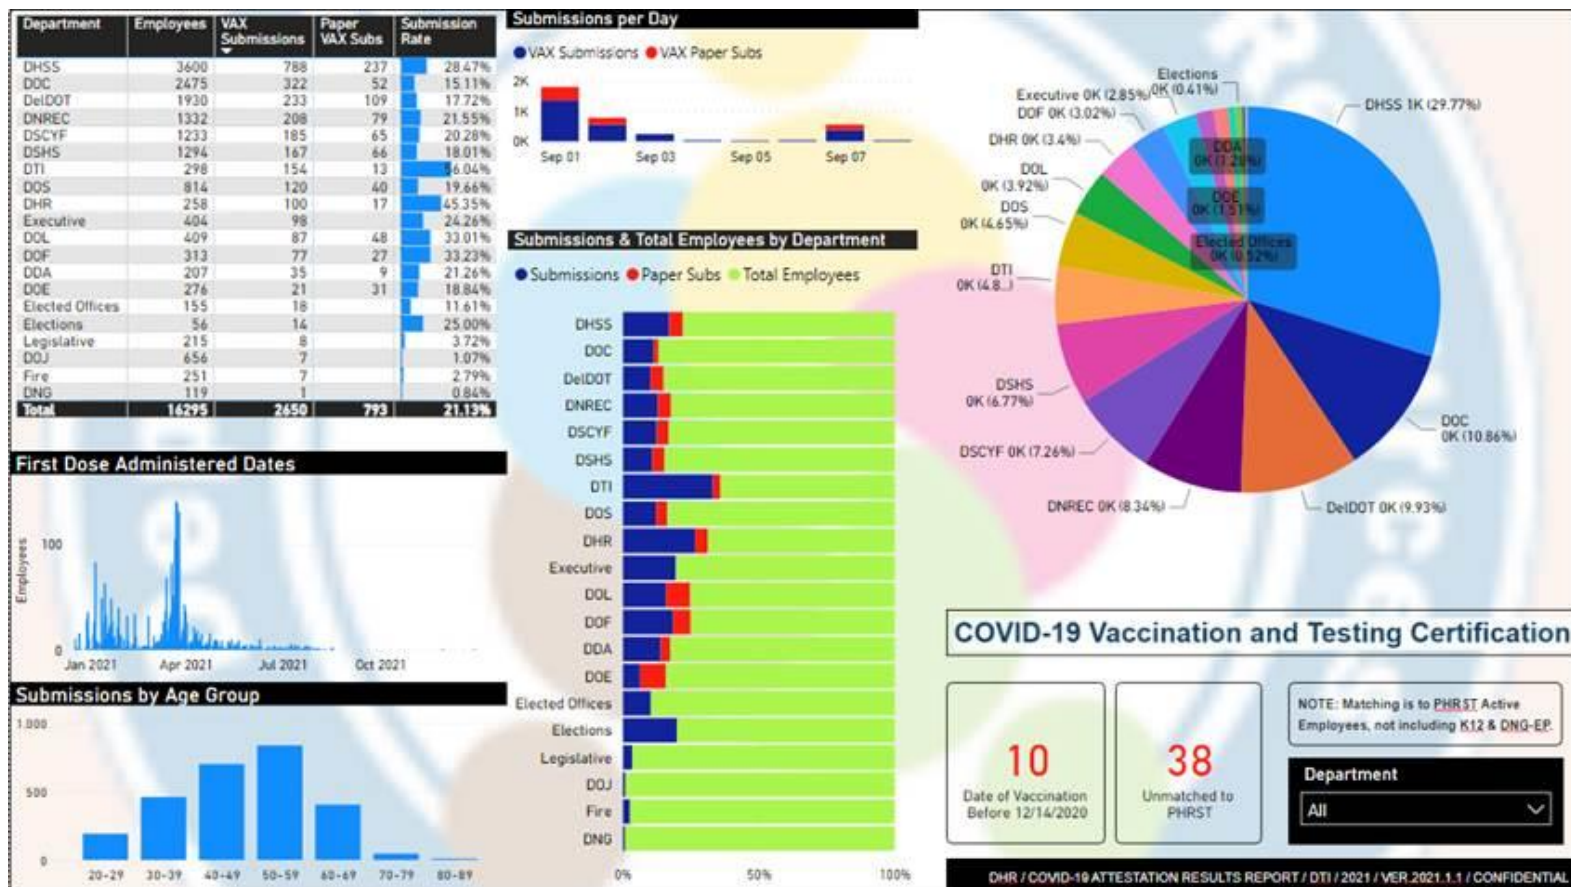 Department Employees VAX Submissions Paper VAX Subs Submission Rate
DHSS 3600 788 237 28.47%
DOC 2475 322 52 15.11%
DelDOT 1930 233 109 17.72%
DNREC 1332 208 79 21.55%
DSCYF 1233 185 65 20.28%
DSHS 1294 167 66 18.01%
DTI 298 154 13 56.04%
DOS 814 120 40 19.66%
DHR 258 100 17 45.35%
Executive 404 98 24.26%
DOL 409 87 48 33.01%
DOF 313 77 27 33.23%
DDA 207 35 9 21.26%
DOE 276 21 31 18.84%
Elected Offices 155 18 11.61%
Elections 56 14 25.00%
Legislative 215 8 3.72%
DOJ 656 7 1.07%
Fire 251 7 2.79%
DNG 119 1 0.84%
Total 16295 2650 793 21.13%
First Dose Administered Dates
Employees
100
0
Jan 2021 Apr 2021 Jul 2021 Oct 2021
Submissions by Age Group
1,000
500
0
20-29 30-39 40-49 50-59 60-69 70-79 80-89
Submissions per Day
VAX Submissions VAX Paper Subs
2K
1K
0K
Sep 01 Sep 03 Sep 05 Sep 07
Submissions & Total Employees by Department
Submissions Paper Subs Total Employees
DHSS
DOC
DelDOT
DNREC
DSCYF
DSHS
DTI
DOS
DHR
Executive
DOL
DOF
DDA
DOE
Elected Offices
Elections
Legislative
DOJ
Fire
DNG
0% 50% 100%
Elections
0K (0.41%)
Executive 0K (2.85%)
DOF 0K (3.02%)
DHR 0K (3.4%)
DOL
0K (3.92%)
DOS
0K (4.65%)
DTI
0K (4.8...)
DSHS
0K (6.77%)
DSCYF 0K (7.26%)
DNREC 0K (8.34%)
DelDOT 0K (9.93%)
DOC
0K (10.86%)
DHSS 1K (29.77%)
DDA
0K (1.28%)
DOE
0K (1.51%)
Elected Offices
0K (0.52%)
COVID-19 Vaccination and Testing Certification
10
Date of Vaccination
Before 12/14/2020
38
Unmatched to
PHRST
NOTE: Matching is to PHRST Active
Employees, not including K12 & DNG-EP.
Department
All
DHR / COVID-19 ATTESTATION RESULTS REPORT / DTI / 2021 / VER.2021.1.1 / CONFIDENTIAL